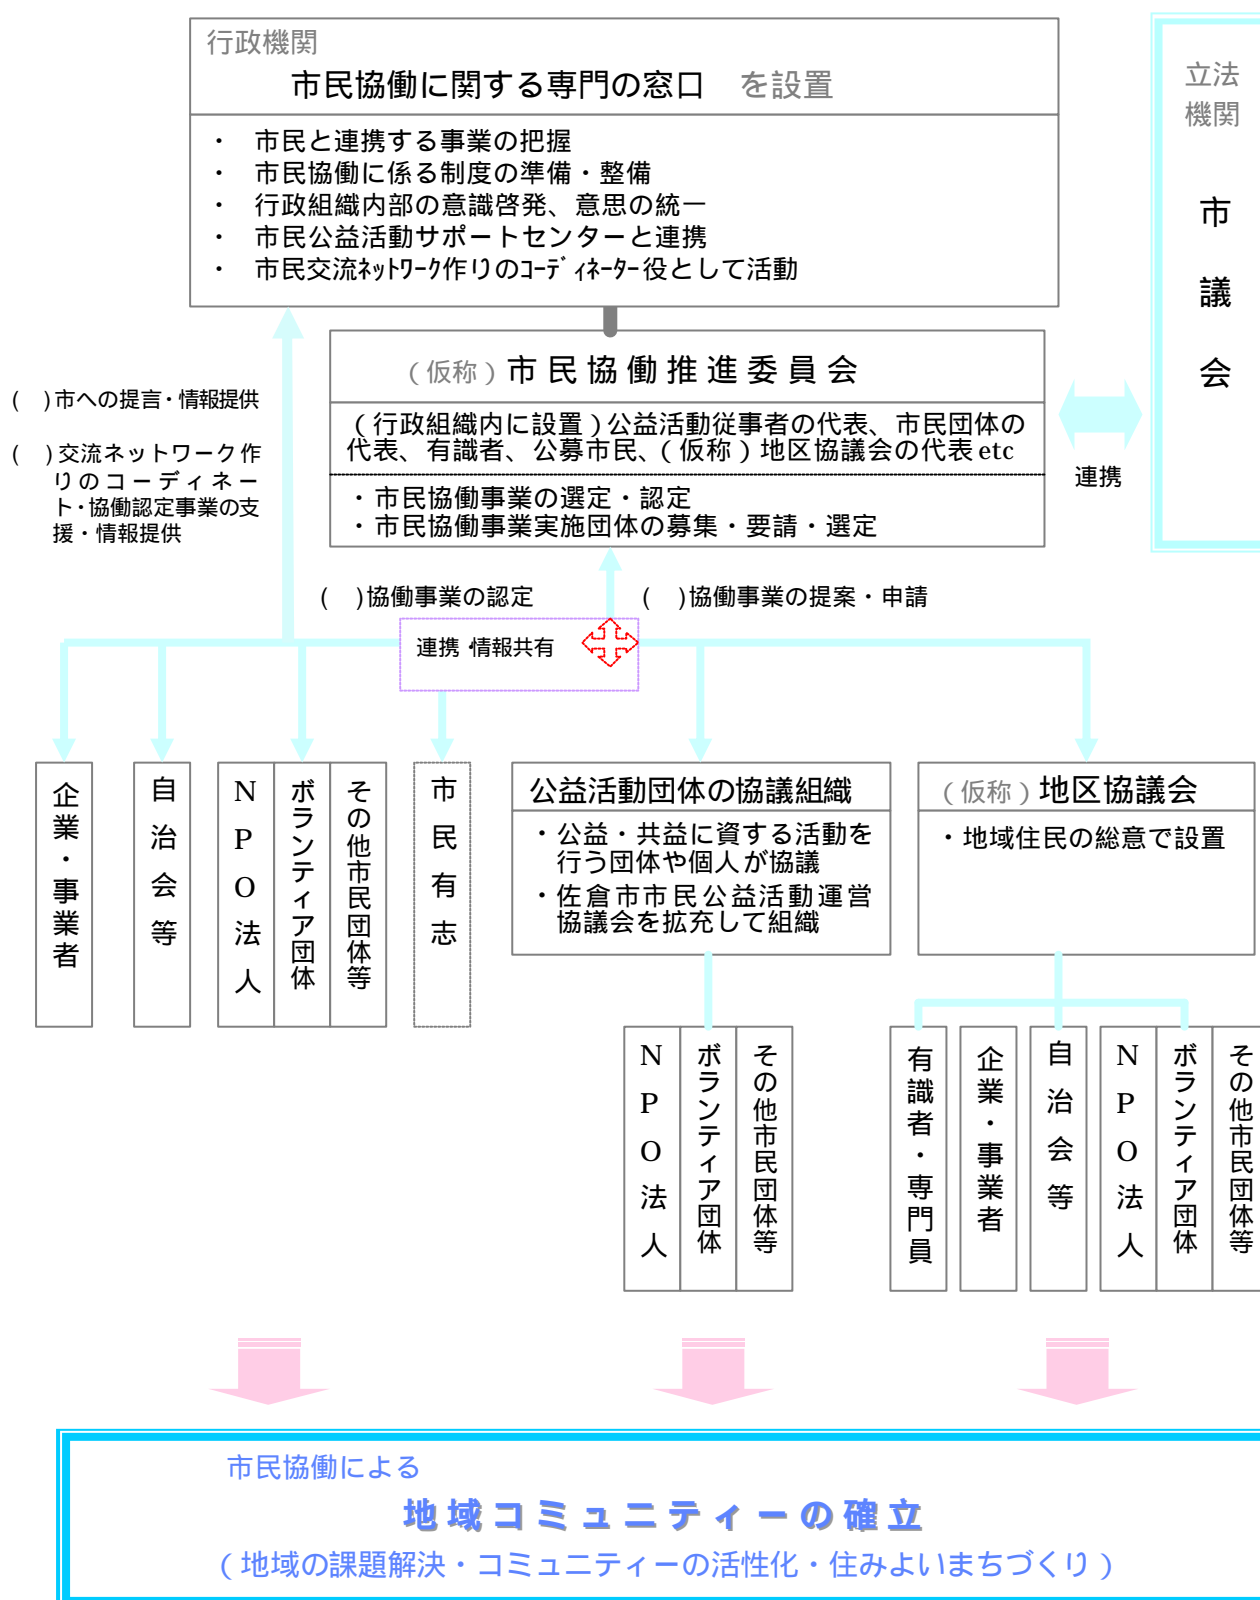 行政機関
市民協働に関する専門の窓口 を設置
・ 市民と連携する事業の把握
・ 市民協働に係る制度の準備・整備
・ 行政組織内部の意識啓発、意思の統一
・ 市民公益活動サポートセンターと連携
・ 市民交流ﾈｯﾄﾜｰｸ作りのｺｰﾃﾞｨﾈｰﾀｰ役として活動
立法
機関
市議会
(仮称)市民協働推進委員会
(行政組織内に設置)公益活動従事者の代表、市民団体の
代表、有識者、公募市民、(仮称)地区協議会の代表 etc
・市民協働事業の選定・認定
・市民協働事業実施団体の募集・要請・選定
連携
( )市への提言・情報提供
( )交流ネットワーク作
りのコーディネー
ト・協働認定事業の支
援・情報提供
( )協働事業の認定
( )協働事業の提案・申請
連携・情報共有
企業・事業者
自治会等
NPO法人
ボランティア団体
その他市民団体等
市民有志
公益活動団体の協議組織
・公益・共益に資する活動を
行う団体や個人が協議
・佐倉市市民公益活動運営
協議会を拡充して組織
(仮称)地区協議会
・地域住民の総意で設置
NPO法人
ボランティア団体
その他市民団体等
有識者・専門員
企業・事業者
自治会等
NPO法人
ボランティア団体
その他市民団体等
市民協働による
地域コミュニティーの確立
(地域の課題解決・コミュニティーの活性化・住みよいまちづくり)